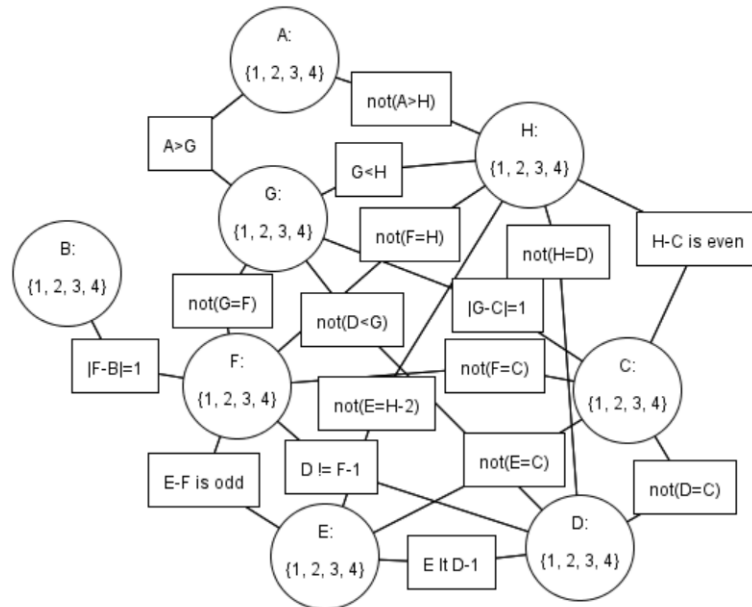 A:
{1, 2, 3, 4}
not(A>H)
H:
{1, 2, 3, 4}
A>G
G<H
G:
{1, 2, 3, 4}
not(F=H)
not(H=D)
H-C is even
B:
{1, 2, 3, 4}
not(G=F)
not(D<G)
|G-C|=1
|F-B|=1
F:
{1, 2, 3, 4}
not(F=C)
C:
{1, 2, 3, 4}
not(E=H-2)
E-F is odd
D != F-1
not(E=C)
not(D=C)
E:
{1, 2, 3, 4}
E lt D-1
D:
{1, 2, 3, 4}